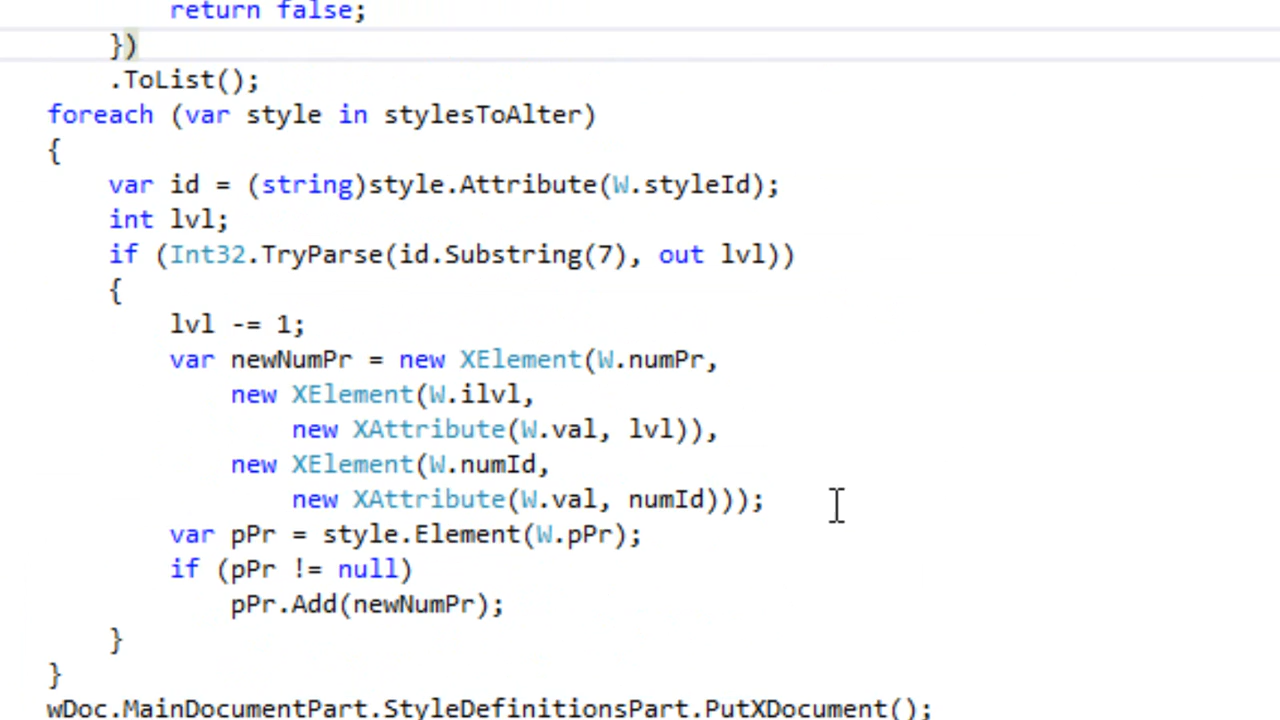 return false;
})
.ToList();
foreach (var style in stylesToAlter)
{
var id = (string)style.Attribute(W.styleId);
int lvl;
if (Int32.TryParse(id.Substring(7), out lvl))
{
lvl -= 1;
var newNumPr = new XElement(W.numPr,
new XElement(W.ilvl,
new XAttribute(W.val, lvl)),
new XElement(W.numId,
new XAttribute(W.val, numId)));
var pPr = style.Element(W.pPr);
if (pPr != null)
pPr.Add(newNumPr);
}
}
wDoc.MainDocumentPart.StyleDefinitionsPart.PutXDocument();